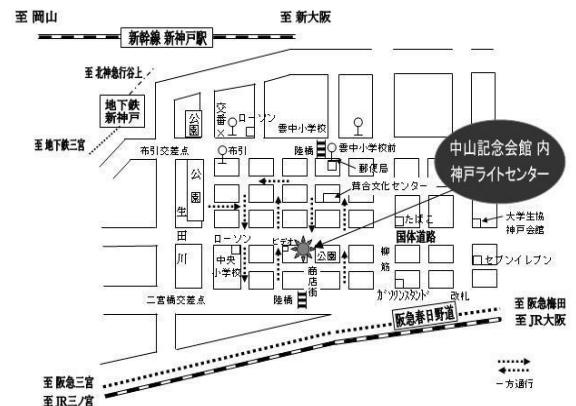 至 岡山
至 新大阪
新幹線 新神戸駅
至 北神急行谷上
地下鉄
新神戸
至 地下鉄三宮
公園
交番×
ローソン
雲中小学校
布引交差点
布引
陸橋
雲中小学校前
郵便局
中山記念会館 内
神戸ライトセンター
公園
葺合文化センター
生田川
たばこ
大学生協
神戸会館
ローソン
ビデオ
国体道路
中央
小学校
公園
商店街
柳筋
セブンイレブン
二宮橋交差点
陸橋
ガソリンスタンド
改札
至 阪急梅田
至 JR大阪
阪急春日野道
至 阪急三宮
至 JR三ノ宮
一方通行